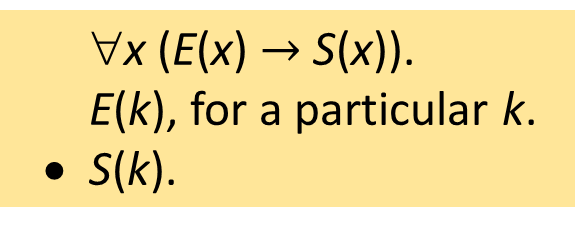 ∀x (E(x) → S(x)).
E(k), for a particular k.
• S(k).